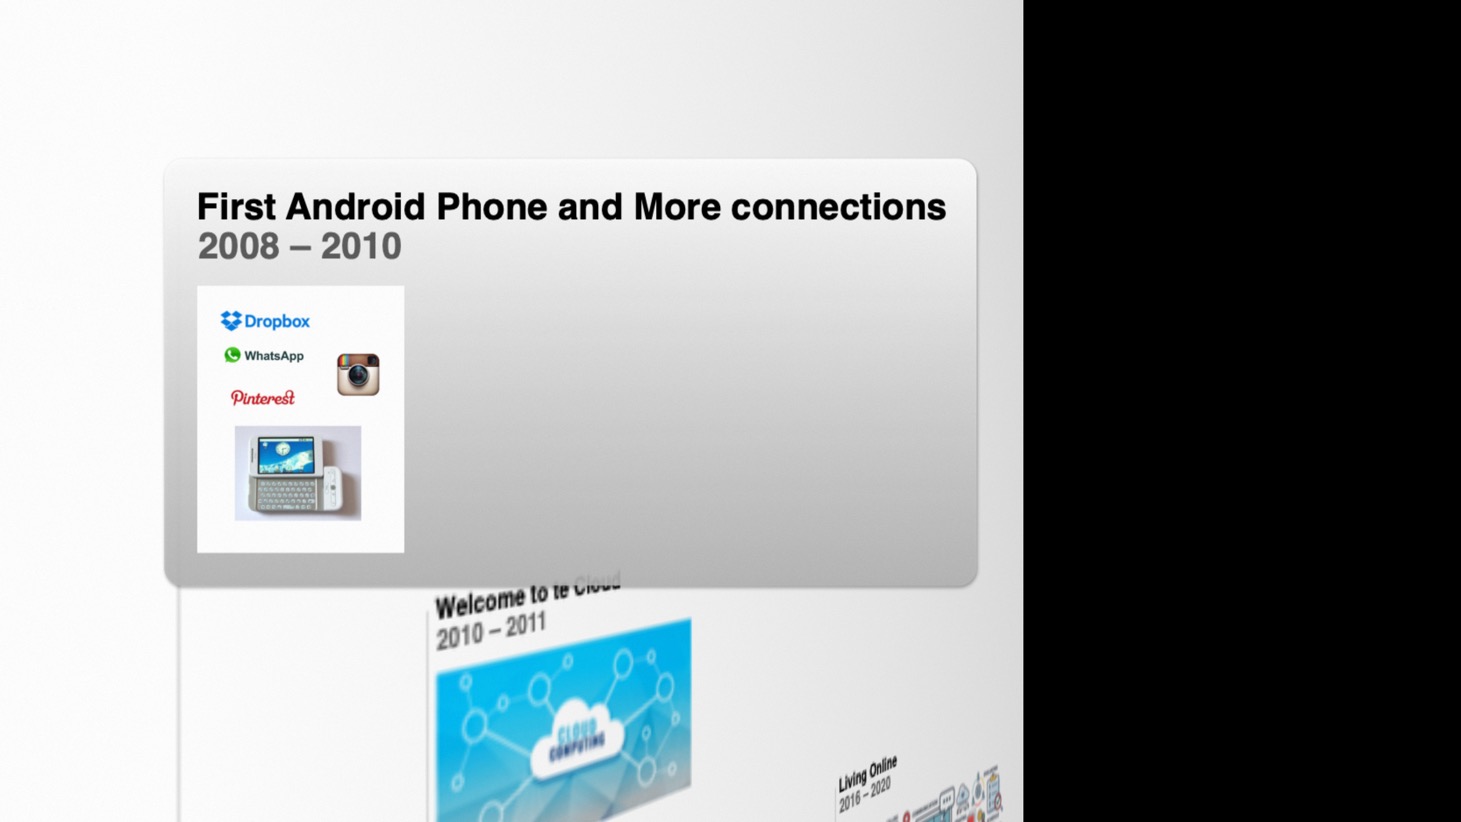 First Android Phone and More connections
2008 – 2010
Dropbox
WhatsApp
Pinterest
Welcome to te Cloud
2010 – 2011
CLOUD
COMPUTING
Living Online
2016 – 2020